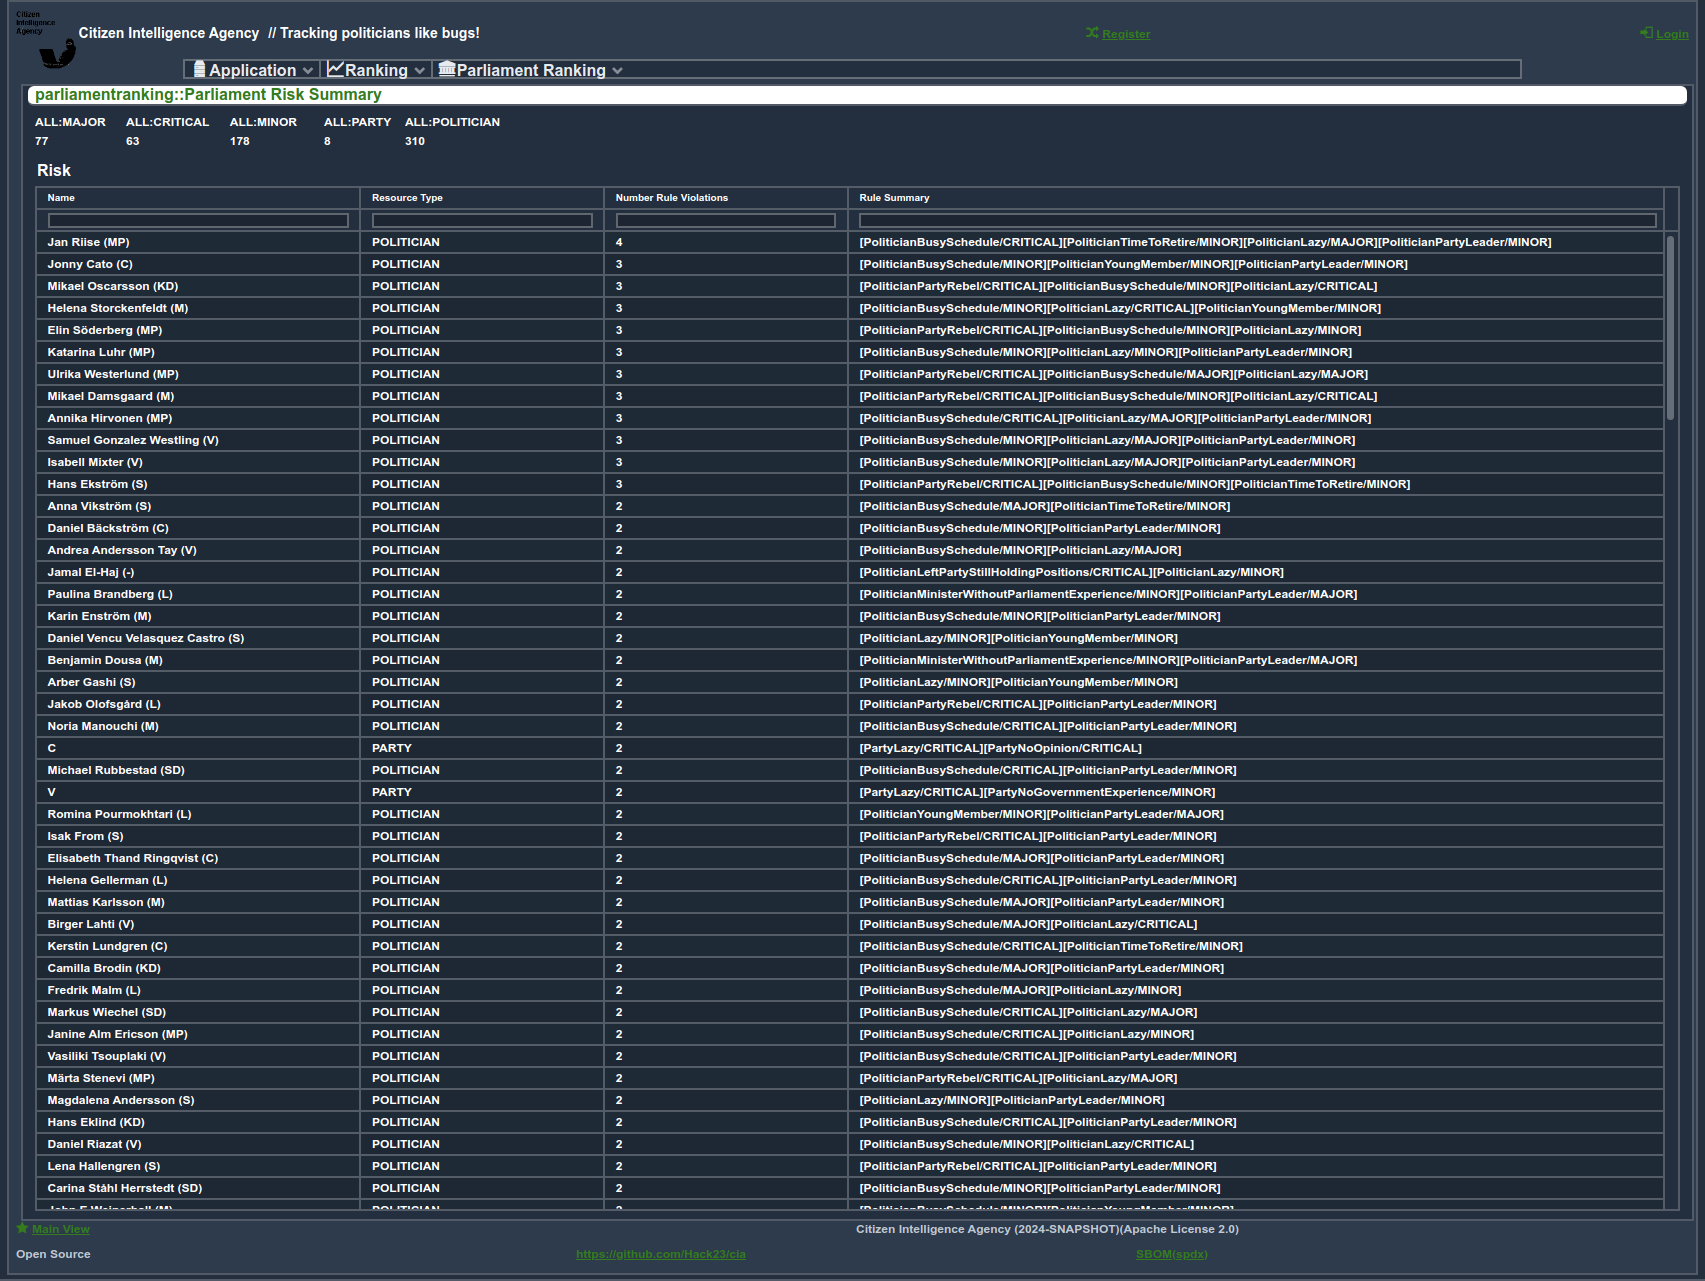 Citizen
Intelligence
Agency
Citizen Intelligence Agency // Tracking politicians like bugs!
Register
Login
Application
Ranking
Parliament Ranking
parliamentranking::Parliament Risk Summary
ALL:MAJOR ALL:CRITICAL ALL:MINOR ALL:PARTY ALL:POLITICIAN
77 63 178 8 310
Risk
Name Resource Type Number Rule Violations Rule Summary
Jan Riise (MP) POLITICIAN 4 [PoliticianBusySchedule/CRITICAL][PoliticianTimeToRetire/MINOR][PoliticianLazy/MAJOR][PoliticianPartyLeader/MINOR]
Jonny Cato (C) POLITICIAN 3 [PoliticianBusySchedule/MINOR][PoliticianYoungMember/MINOR][PoliticianPartyLeader/MINOR]
Mikael Oscarsson (KD) POLITICIAN 3 [PoliticianPartyRebel/CRITICAL][PoliticianBusySchedule/MINOR][PoliticianLazy/CRITICAL]
Helena Storckenfeldt (M) POLITICIAN 3 [PoliticianBusySchedule/MINOR][PoliticianLazy/CRITICAL][PoliticianYoungMember/MINOR]
Elin Söderberg (MP) POLITICIAN 3 [PoliticianPartyRebel/CRITICAL][PoliticianBusySchedule/MINOR][PoliticianLazy/MINOR]
Katarina Luhr (MP) POLITICIAN 3 [PoliticianBusySchedule/MINOR][PoliticianLazy/MINOR][PoliticianPartyLeader/MINOR]
Ulrika Westerlund (MP) POLITICIAN 3 [PoliticianPartyRebel/CRITICAL][PoliticianBusySchedule/MAJOR][PoliticianLazy/MAJOR]
Mikael Damsgaard (M) POLITICIAN 3 [PoliticianPartyRebel/CRITICAL][PoliticianBusySchedule/MINOR][PoliticianLazy/CRITICAL]
Annika Hirvonen (MP) POLITICIAN 3 [PoliticianBusySchedule/CRITICAL][PoliticianLazy/MAJOR][PoliticianPartyLeader/MINOR]
Samuel Gonzalez Westling (V) POLITICIAN 3 [PoliticianBusySchedule/MINOR][PoliticianLazy/MAJOR][PoliticianPartyLeader/MINOR]
Isabell Mixter (V) POLITICIAN 3 [PoliticianBusySchedule/MINOR][PoliticianLazy/MAJOR][PoliticianPartyLeader/MINOR]
Hans Ekström (S) POLITICIAN 3 [PoliticianPartyRebel/CRITICAL][PoliticianBusySchedule/MINOR][PoliticianTimeToRetire/MINOR]
Anna Vikström (S) POLITICIAN 2 [PoliticianBusySchedule/MAJOR][PoliticianTimeToRetire/MINOR]
Daniel Bäckström (C) POLITICIAN 2 [PoliticianBusySchedule/MINOR][PoliticianPartyLeader/MINOR]
Andrea Andersson Tay (V) POLITICIAN 2 [PoliticianBusySchedule/MINOR][PoliticianLazy/MAJOR]
Jamal El-Haj (-) POLITICIAN 2 [PoliticianLeftPartyStillHoldingPositions/CRITICAL][PoliticianLazy/MINOR]
Paulina Brandberg (L) POLITICIAN 2 [PoliticianMinisterWithoutParliamentExperience/MINOR][PoliticianPartyLeader/MAJOR]
Karin Enström (M) POLITICIAN 2 [PoliticianBusySchedule/MINOR][PoliticianPartyLeader/MINOR]
Daniel Vencu Velasquez Castro (S) POLITICIAN 2 [PoliticianLazy/MINOR][PoliticianYoungMember/MINOR]
Benjamin Dousa (M) POLITICIAN 2 [PoliticianMinisterWithoutParliamentExperience/MINOR][PoliticianPartyLeader/MAJOR]
Arber Gashi (S) POLITICIAN 2 [PoliticianLazy/MINOR][PoliticianYoungMember/MINOR]
Jakob Olofsgård (L) POLITICIAN 2 [PoliticianPartyRebel/CRITICAL][PoliticianPartyLeader/MINOR]
Noria Manouchi (M) POLITICIAN 2 [PoliticianBusySchedule/CRITICAL][PoliticianPartyLeader/MINOR]
C PARTY 2 [PartyLazy/CRITICAL][PartyNoOpinion/CRITICAL]
Michael Rubbestad (SD) POLITICIAN 2 [PoliticianBusySchedule/CRITICAL][PoliticianPartyLeader/MINOR]
V PARTY 2 [PartyLazy/CRITICAL][PartyNoGovernmentExperience/MINOR]
Romina Pourmokhtari (L) POLITICIAN 2 [PoliticianYoungMember/MINOR][PoliticianPartyLeader/MAJOR]
Isak From (S) POLITICIAN 2 [PoliticianPartyRebel/CRITICAL][PoliticianPartyLeader/MINOR]
Elisabeth Thand Ringqvist (C) POLITICIAN 2 [PoliticianBusySchedule/MAJOR][PoliticianPartyLeader/MINOR]
Helena Gellerman (L) POLITICIAN 2 [PoliticianBusySchedule/CRITICAL][PoliticianPartyLeader/MINOR]
Mattias Karlsson (M) POLITICIAN 2 [PoliticianBusySchedule/MAJOR][PoliticianPartyLeader/MINOR]
Birger Lahti (V) POLITICIAN 2 [PoliticianBusySchedule/MAJOR][PoliticianLazy/CRITICAL]
Kerstin Lundgren (C) POLITICIAN 2 [PoliticianBusySchedule/CRITICAL][PoliticianTimeToRetire/MINOR]
Camilla Brodin (KD) POLITICIAN 2 [PoliticianBusySchedule/MAJOR][PoliticianPartyLeader/MINOR]
Fredrik Malm (L) POLITICIAN 2 [PoliticianBusySchedule/MAJOR][PoliticianLazy/MINOR]
Markus Wiechel (SD) POLITICIAN 2 [PoliticianBusySchedule/CRITICAL][PoliticianLazy/MAJOR]
Janine Alm Ericson (MP) POLITICIAN 2 [PoliticianBusySchedule/CRITICAL][PoliticianLazy/MINOR]
Vasiliki Tsouplaki (V) POLITICIAN 2 [PoliticianBusySchedule/CRITICAL][PoliticianPartyLeader/MINOR]
Märta Stenevi (MP) POLITICIAN 2 [PoliticianPartyRebel/CRITICAL][PoliticianLazy/MAJOR]
Magdalena Andersson (S) POLITICIAN 2 [PoliticianLazy/MINOR][PoliticianPartyLeader/MINOR]
Hans Eklind (KD) POLITICIAN 2 [PoliticianBusySchedule/CRITICAL][PoliticianPartyLeader/MINOR]
Daniel Riazat (V) POLITICIAN 2 [PoliticianBusySchedule/MINOR][PoliticianLazy/CRITICAL]
Lena Hallengren (S) POLITICIAN 2 [PoliticianPartyRebel/CRITICAL][PoliticianPartyLeader/MINOR]
Carina Ståhl Herrstedt (SD) POLITICIAN 2 [PoliticianBusySchedule/MINOR][PoliticianPartyLeader/MINOR]
Main View
Citizen Intelligence Agency (2024-SNAPSHOT)(Apache License 2.0)
Open Source
https://github.com/Hack23/cia
SBOM(spdx)